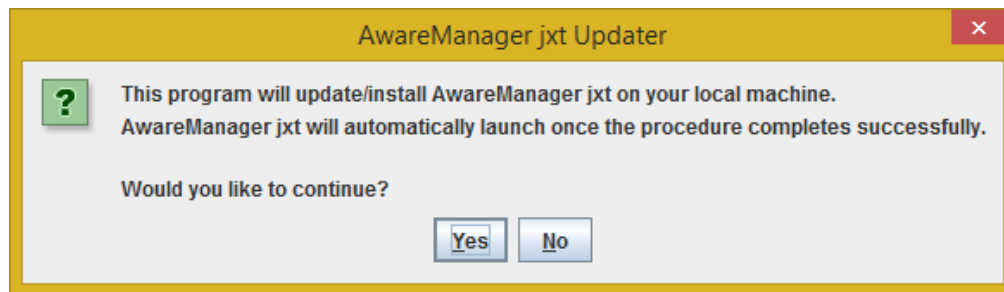 AwareManager jxt Updater
This program will update/install AwareManager jxt on your local machine.
AwareManager jxt will automatically launch once the procedure completes successfully.
Would you like to continue?
Yes No